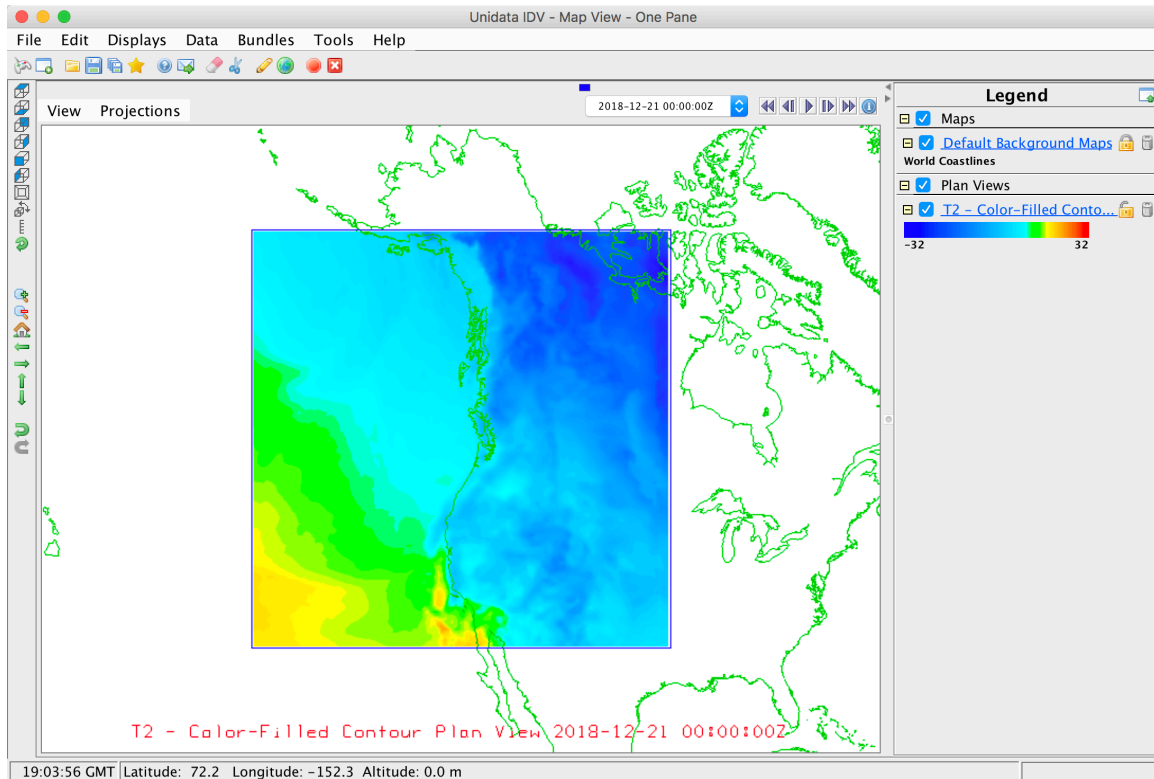 Unidata IDV - Map View - One Pane
File Edit Displays Data Bundles Tools Help
View Projections
2018-12-21 00:00:00Z
Legend
Maps
Default Background Maps
World Coastlines
Plan Views
T2 - Color-Filled Conto...
-32 32
T2 - Color-Filled Contour Plan View 2018-12-21 00:00:00Z
19:03:56 GMT Latitude: 72.2 Longitude: -152.3 Altitude: 0.0 m